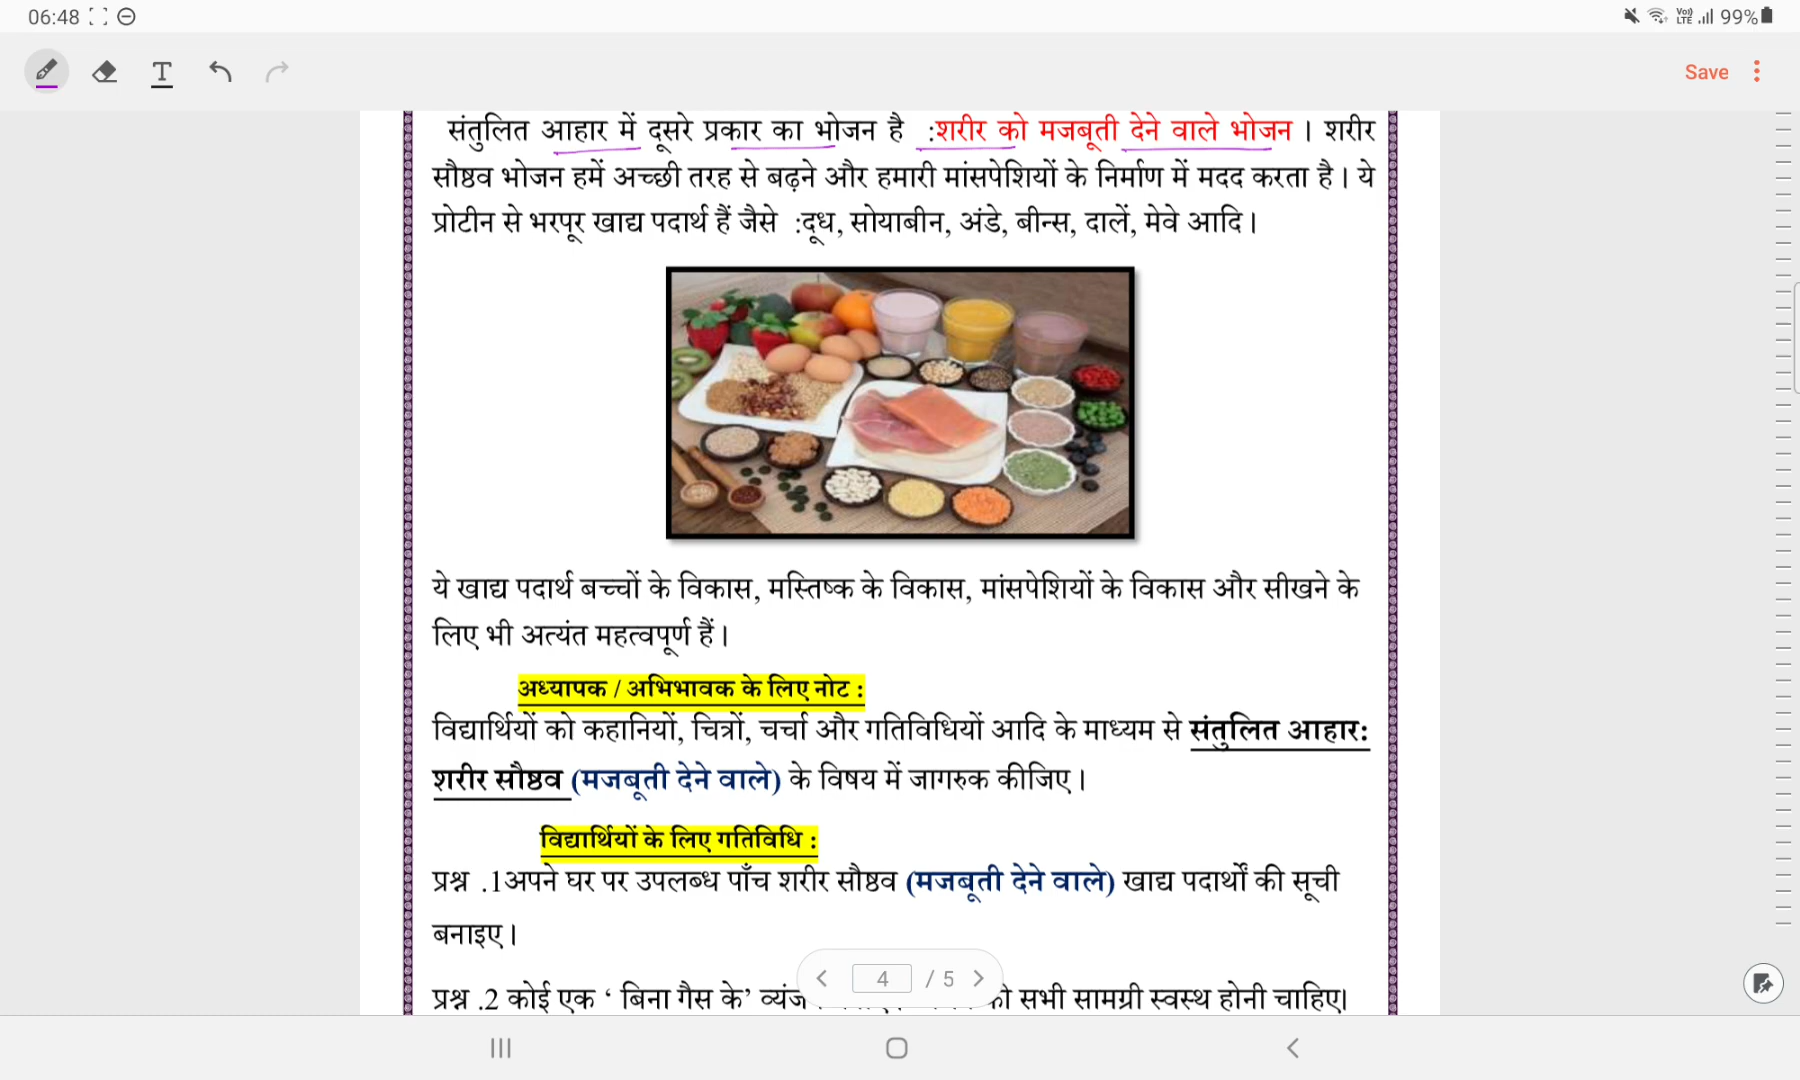 06:48
Vo)) LTE 99%
T Save
संतुलित आहार में दूसरे प्रकार का भोजन है :शरीर को मजबूती देने वाले भोजन । शरीर
सौष्ठव भोजन हमें अच्छी तरह से बढ़ने और हमारी मांसपेशियों के निर्माण में मदद करता है । ये
प्रोटीन से भरपूर खाद्य पदार्थ हैं जैसे :दूध, सोयाबीन, अंडे, बीन्स, दालें, मेवे आदि ।
ये खाद्य पदार्थ बच्चों के विकास, मस्तिष्क के विकास, मांसपेशियों के विकास और सीखने के
लिए भी अत्यंत महत्वपूर्ण हैं ।
अध्यापक / अभिभावक के लिए नोट :
विद्यार्थियों को कहानियों, चित्रों, चर्चा और गतिविधियों आदि के माध्यम से संतुलित आहार:
शरीर सौष्ठव (मजबूती देने वाले) के विषय में जागरुक कीजिए ।
विद्यार्थियों के लिए गतिविधि :
प्रश्न .1अपने घर पर उपलब्ध पाँच शरीर सौष्ठव (मजबूती देने वाले) खाद्य पदार्थों की सूची
बनाइए ।
4 / 5
प्रश्न .2 कोई एक ‘ बिना गैस के’ सभी सामग्री स्वस्थ होनी चाहिए।